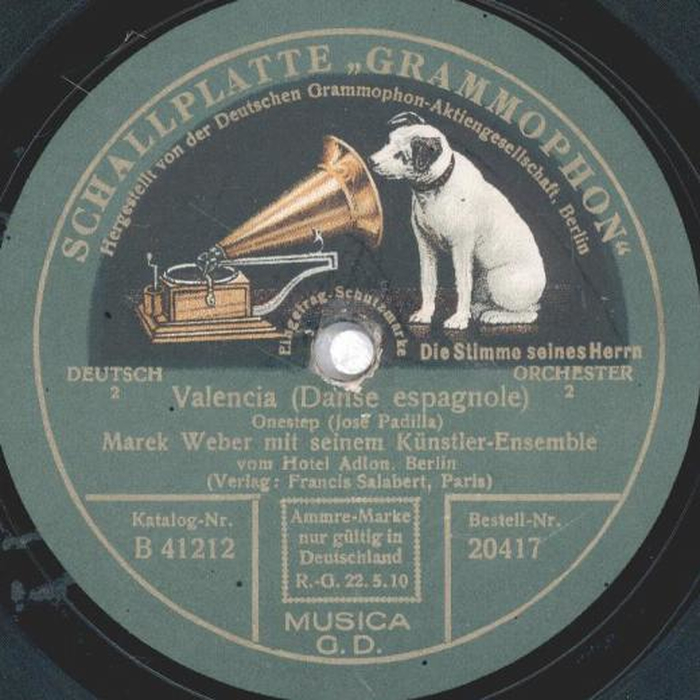 SCHALLPLATTE „GRAMMOPHON“
Hergestellt von der Deutschen Grammophon-Aktiengesellschaft, Berlin
Eingetrag. Schutzmarke
Die Stimme seines Herrn
DEUTSCH
2
ORCHESTER
2
Valencia (Danse espagnole)
Onestep (José Padilla)
Marek Weber mit seinem Künstler-Ensemble
vom Hotel Adlon, Berlin
(Verlag: Francis Salabert, Paris)
Katalog-Nr.
B 41212
Ammre-Marke
nur gültig in
Deutschland
R.-G. 22. 5. 10
Bestell-Nr.
20417
MUSICA
G. D.